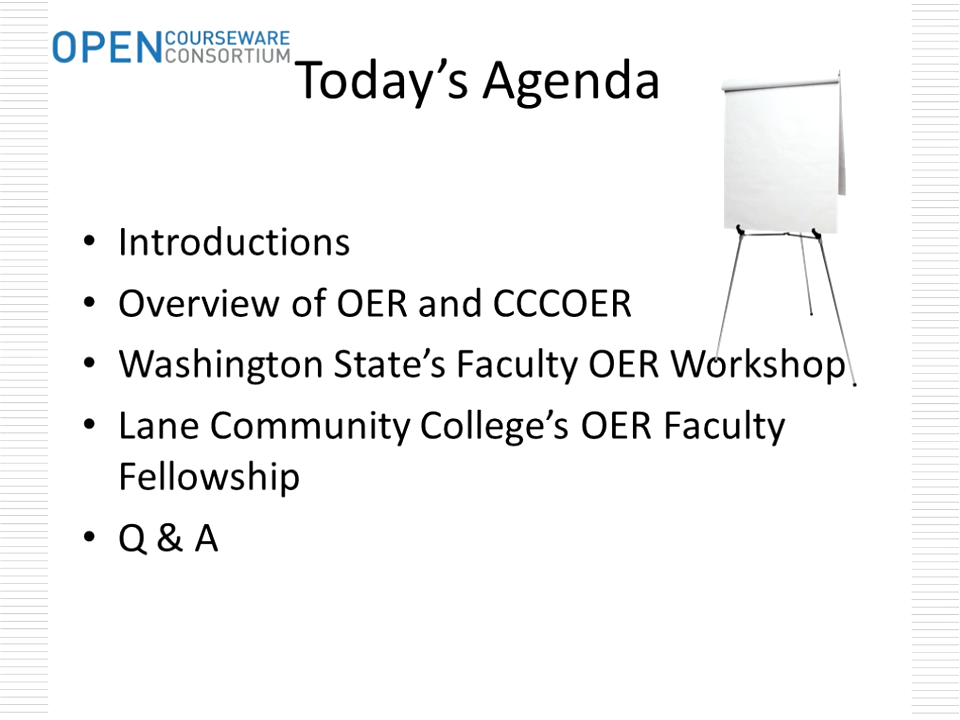 OPEN COURSEWARE
CONSORTIUM
Today’s Agenda
• Introductions
• Overview of OER and CCCOER
• Washington State’s Faculty OER Workshop
• Lane Community College’s OER Faculty
Fellowship
• Q & A